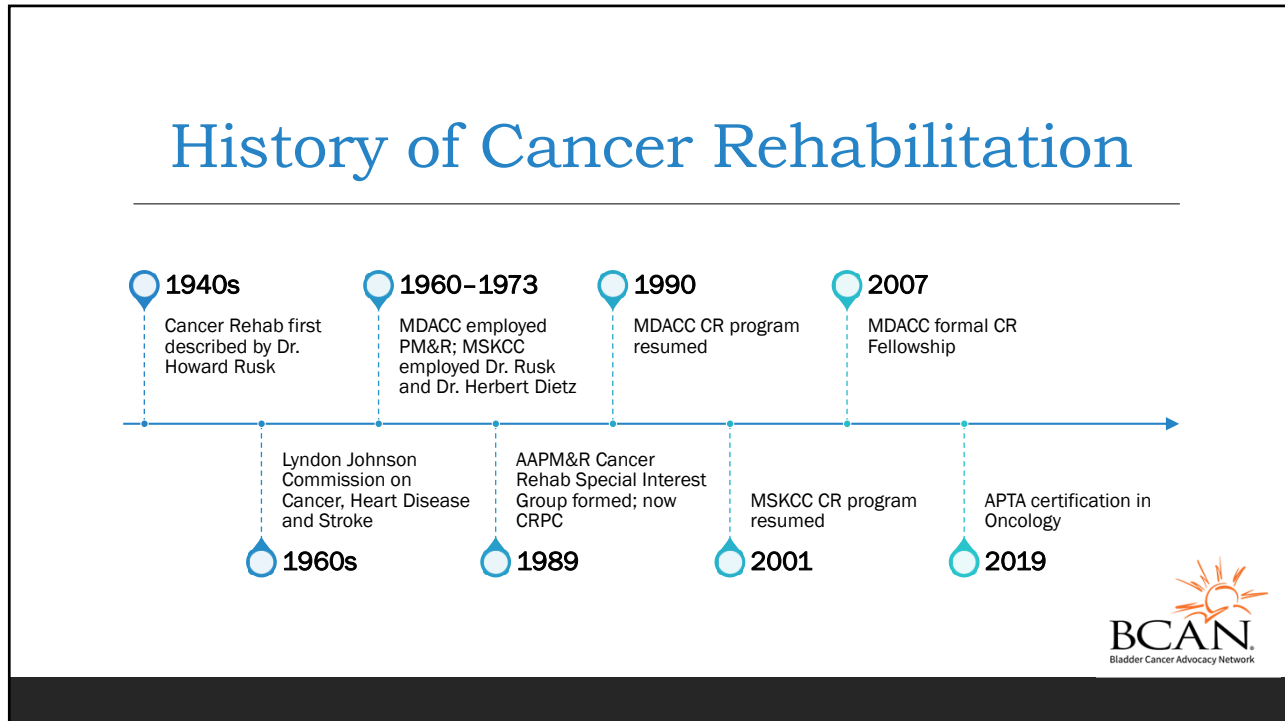 History of Cancer Rehabilitation
1940s
Cancer Rehab first
described by Dr.
Howard Rusk
1960s
Lyndon Johnson
Commission on
Cancer, Heart Disease
and Stroke
1960–1973
MDACC employed
PM&R; MSKCC
employed Dr. Rusk
and Dr. Herbert Dietz
1989
AAPM&R Cancer
Rehab Special Interest
Group formed; now
CRPC
1990
MDACC CR program
resumed
2001
MSKCC CR program
resumed
2007
MDACC formal CR
Fellowship
2019
APTA certification in
Oncology
BCAN®
Bladder Cancer Advocacy Network